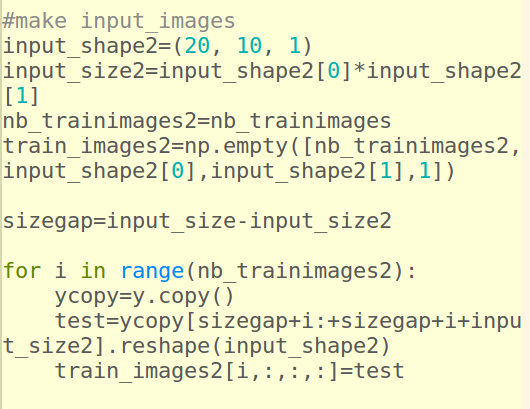 #make input_images
input_shape2=(20, 10, 1)
input_size2=input_shape2[0]*input_shape2
[1]
nb_trainimages2=nb_trainimages
train_images2=np.empty([nb_trainimages2,
input_shape2[0],input_shape2[1],1])
sizegap=input_size-input_size2
for i in range(nb_trainimages2):
    ycopy=y.copy()
    test=ycopy[sizegap+i:+sizegap+i+inpu
t_size2].reshape(input_shape2)
    train_images2[i,:,:,:]=test